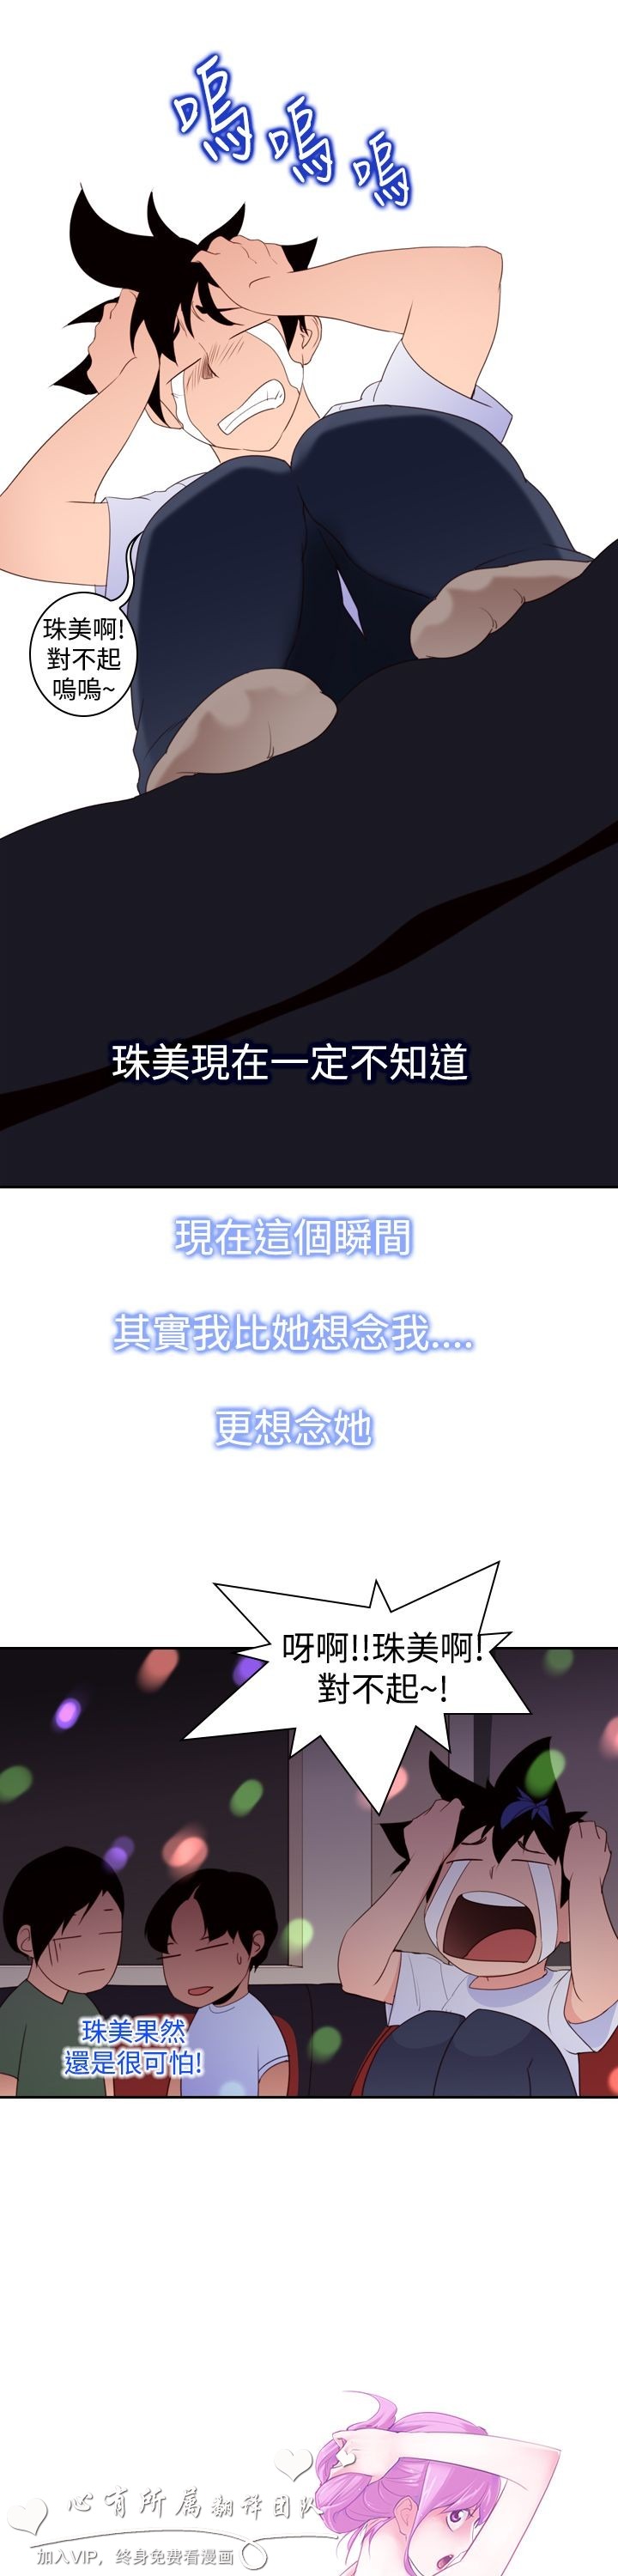 嗚嗚嗚
珠美啊!
對不起
嗚嗚~
珠美現在一定不知道
現在這個瞬間
其實我比她想念我....
更想念她
呀啊!!珠美啊!
對不起~!
珠美果然
還是很可怕!
心有所属翻译团队
加入VIP，终身免费看漫画